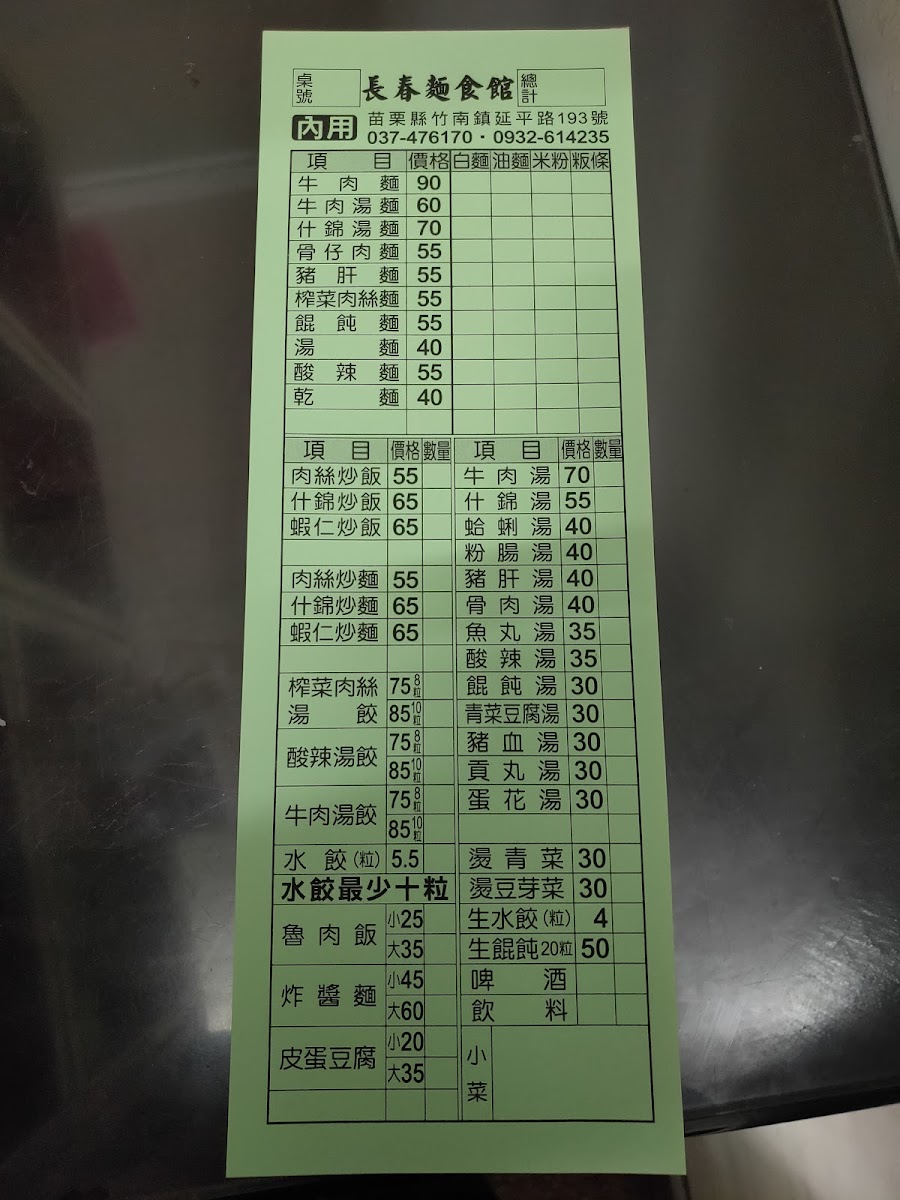 桌號 長春麵食館 總計
內用 苗栗縣竹南鎮延平路193號
037-476170・0932-614235
項目 價格 白麵 油麵 米粉 粄條
牛肉麵 90
牛肉湯麵 60
什錦湯麵 70
骨仔肉麵 55
豬肝麵 55
榨菜肉絲麵 55
餛飩麵 55
湯麵 40
酸辣麵 55
乾麵 40
項目 價格 數量
肉絲炒飯 55
什錦炒飯 65
蝦仁炒飯 65
肉絲炒麵 55
什錦炒麵 65
蝦仁炒麵 65
榨菜肉絲湯餃 75 8粒
85 10粒
酸辣湯餃 75 8粒
85 10粒
牛肉湯餃 75 8粒
85 10粒
水餃(粒) 5.5
水餃最少十粒
魯肉飯 小25
大35
炸醬麵 小45
大60
皮蛋豆腐 小20
大35
項目 價格 數量
牛肉湯 70
什錦湯 55
蛤蜊湯 40
粉腸湯 40
豬肝湯 40
骨肉湯 40
魚丸湯 35
酸辣湯 35
餛飩湯 30
青菜豆腐湯 30
豬血湯 30
貢丸湯 30
蛋花湯 30
燙青菜 30
燙豆芽菜 30
生水餃(粒) 4
生餛飩20粒 50
啤酒
飲料
小菜